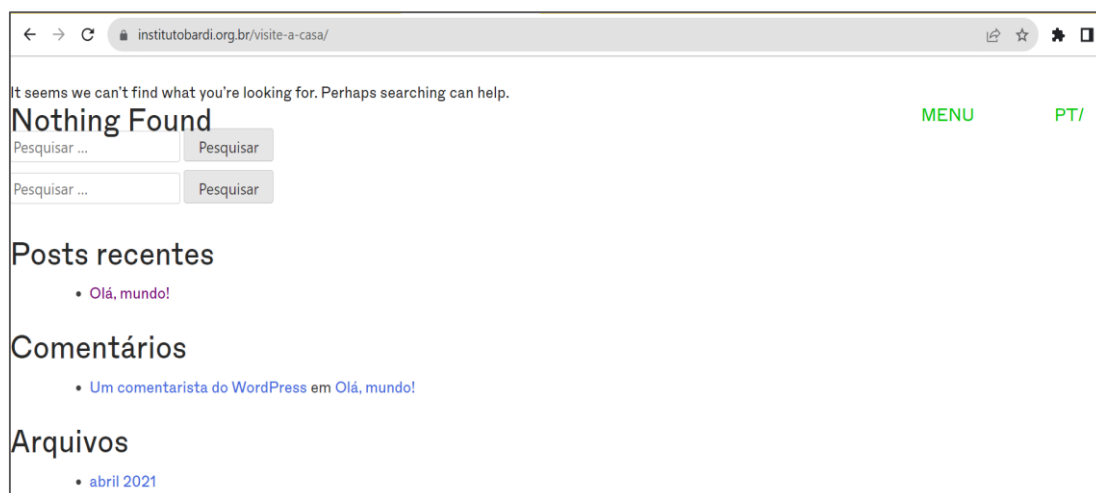 institutobardi.org.br/visite-a-casa/
It seems we can't find what you're looking for. Perhaps searching can help.
Nothing Found
MENU PT/
Pesquisar ... Pesquisar
Pesquisar ... Pesquisar
Posts recentes
• Olá, mundo!
Comentários
• Um comentarista do WordPress em Olá, mundo!
Arquivos
• abril 2021